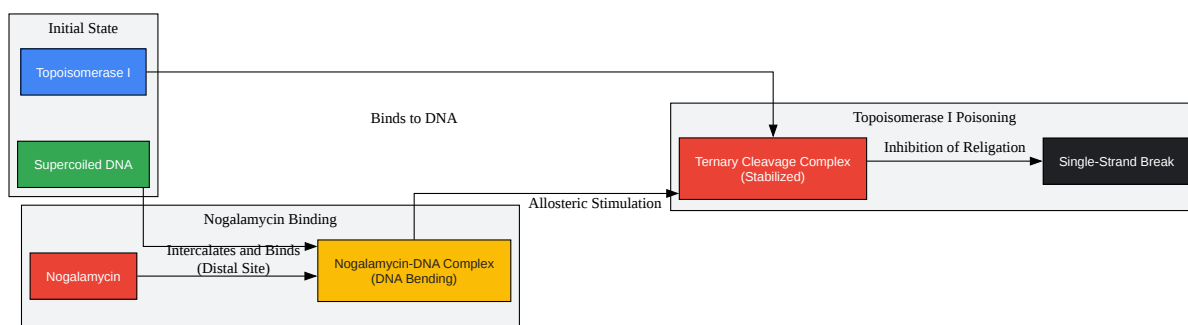 Initial State
Topoisomerase I
Supercoiled DNA
Binds to DNA
Topoisomerase I Poisoning
Ternary Cleavage Complex
(Stabilized)
Inhibition of Religation
Single-Strand Break
Allosteric Stimulation
Nogalamycin Binding
Nogalamycin
Intercalates and Binds
(Distal Site)
Nogalamycin-DNA Complex
(DNA Bending)